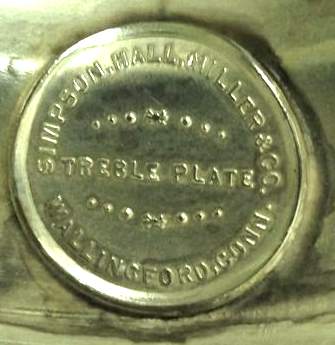 SIMPSON, HALL, MILLER & CO.
TREBLE PLATE
WALLINGFORD, CONN.